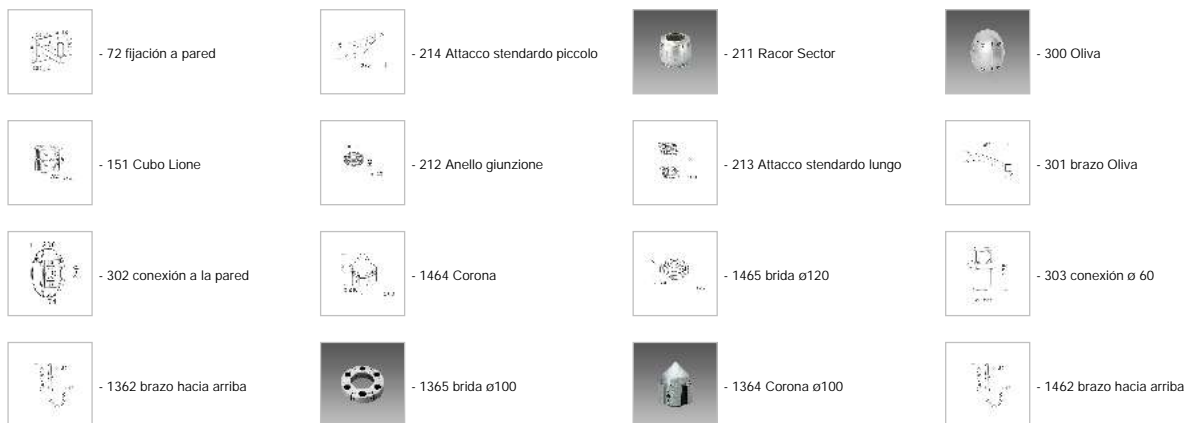 - 72 fijación a pared
- 214 Attacco stendardo piccolo
- 211 Racor Sector
- 300 Oliva
- 151 Cubo Lione
- 212 Anello giunzione
- 213 Attacco stendardo lungo
- 301 brazo Oliva
- 302 conexión a la pared
- 1464 Corona
- 1465 brida ø120
- 303 conexión ø 60
- 1362 brazo hacia arriba
- 1365 brida ø100
- 1364 Corona ø100
- 1462 brazo hacia arriba